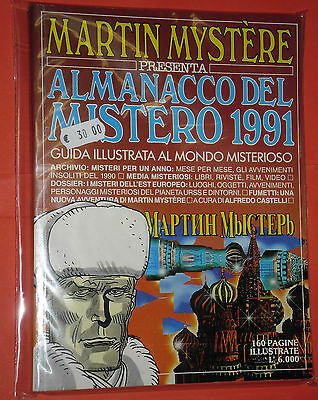 MARTIN MYSTÈRE
PRESENTA
ALMANACCO DEL
MISTERO 1991
€ 30,00
GUIDA ILLUSTRATA AL MONDO MISTERIOSO
ARCHIVIO: MISTERI PER UN ANNO: MESE PER MESE, GLI AVVENIMENTI
INSOLITI DEL 1990 □ MEDIA MISTERIOSI: LIBRI, RIVISTE, FILM, VIDEO □
DOSSIER: I MISTERI DELL'EST EUROPEO: LUOGHI, OGGETTI, AVVENIMENTI,
PERSONAGGI MISTERIOSI DEL PIANETA URSS E DINTORNI. □ FUMETTI: UNA
NUOVA AVVENTURA DI MARTIN MYSTÈRE □ A CURA DI ALFREDO CASTELLI
МАРТИН МЫСТЕРЬ
160 PAGINE
ILLUSTRATE
L. 6.000